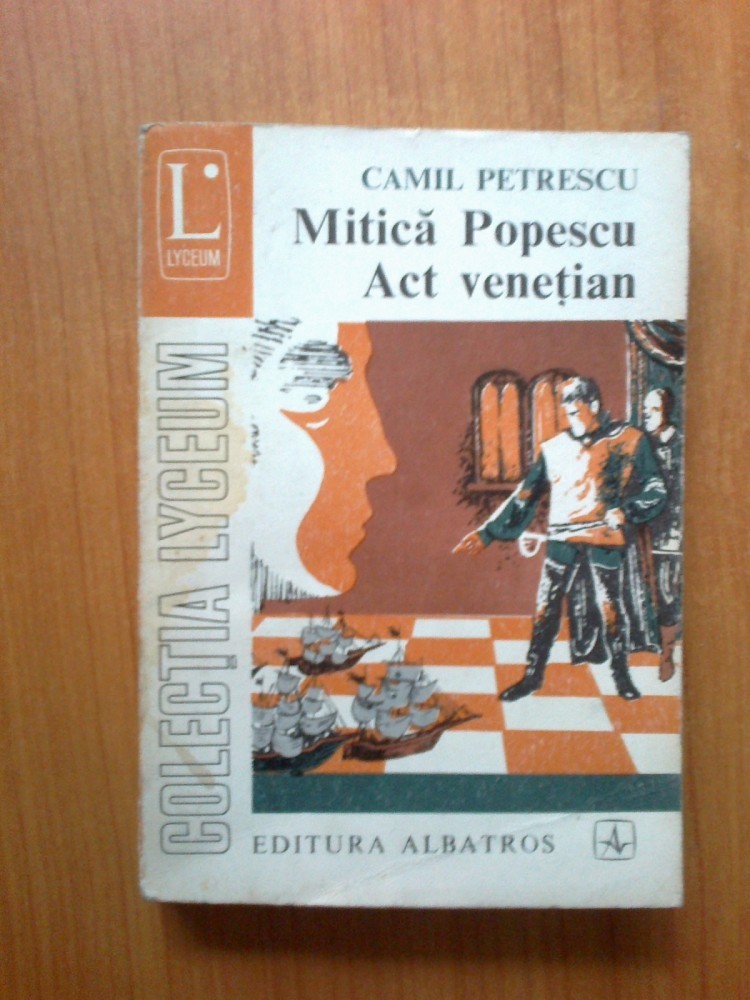 L
LYCEUM
CAMIL PETRESCU
Mitică Popescu
Act venețian
COLECȚIA LYCEUM
EDITURA ALBATROS